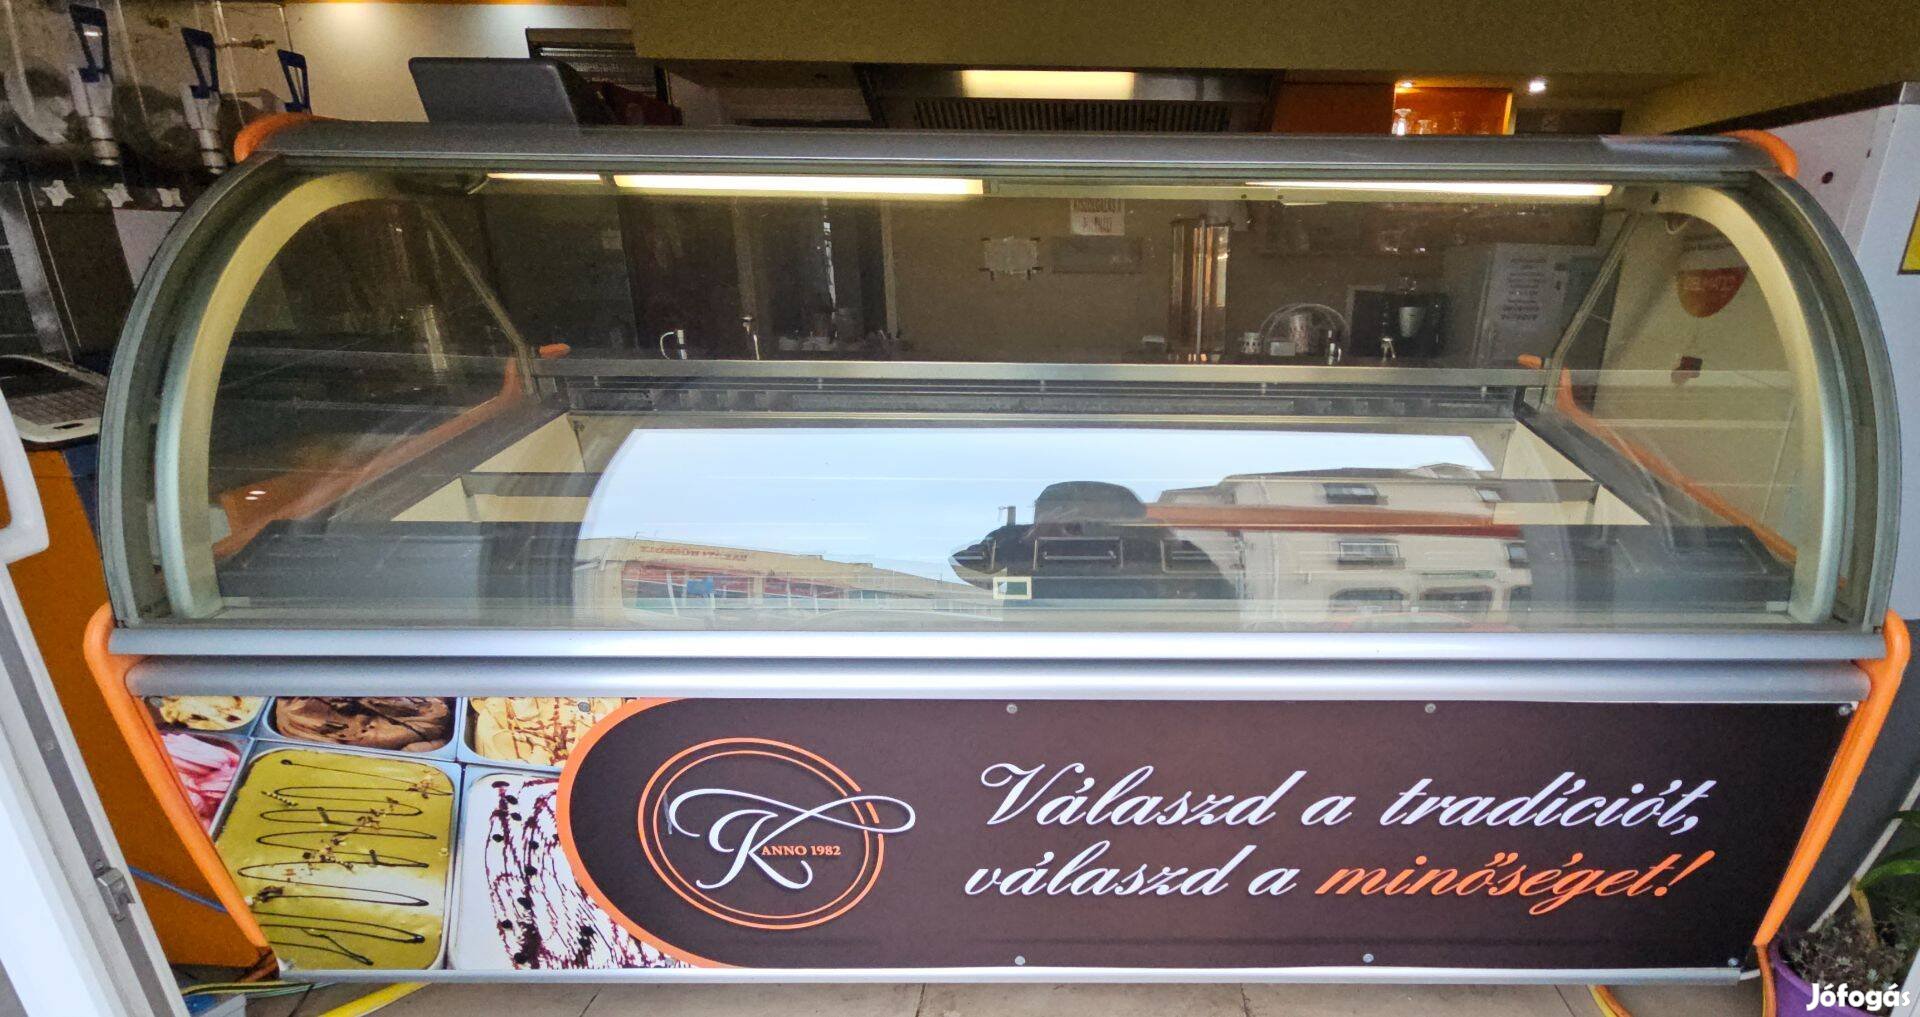 K ANNO 1982
Válaszd a tradíciót,
válaszd a minőséget!
Jófogás